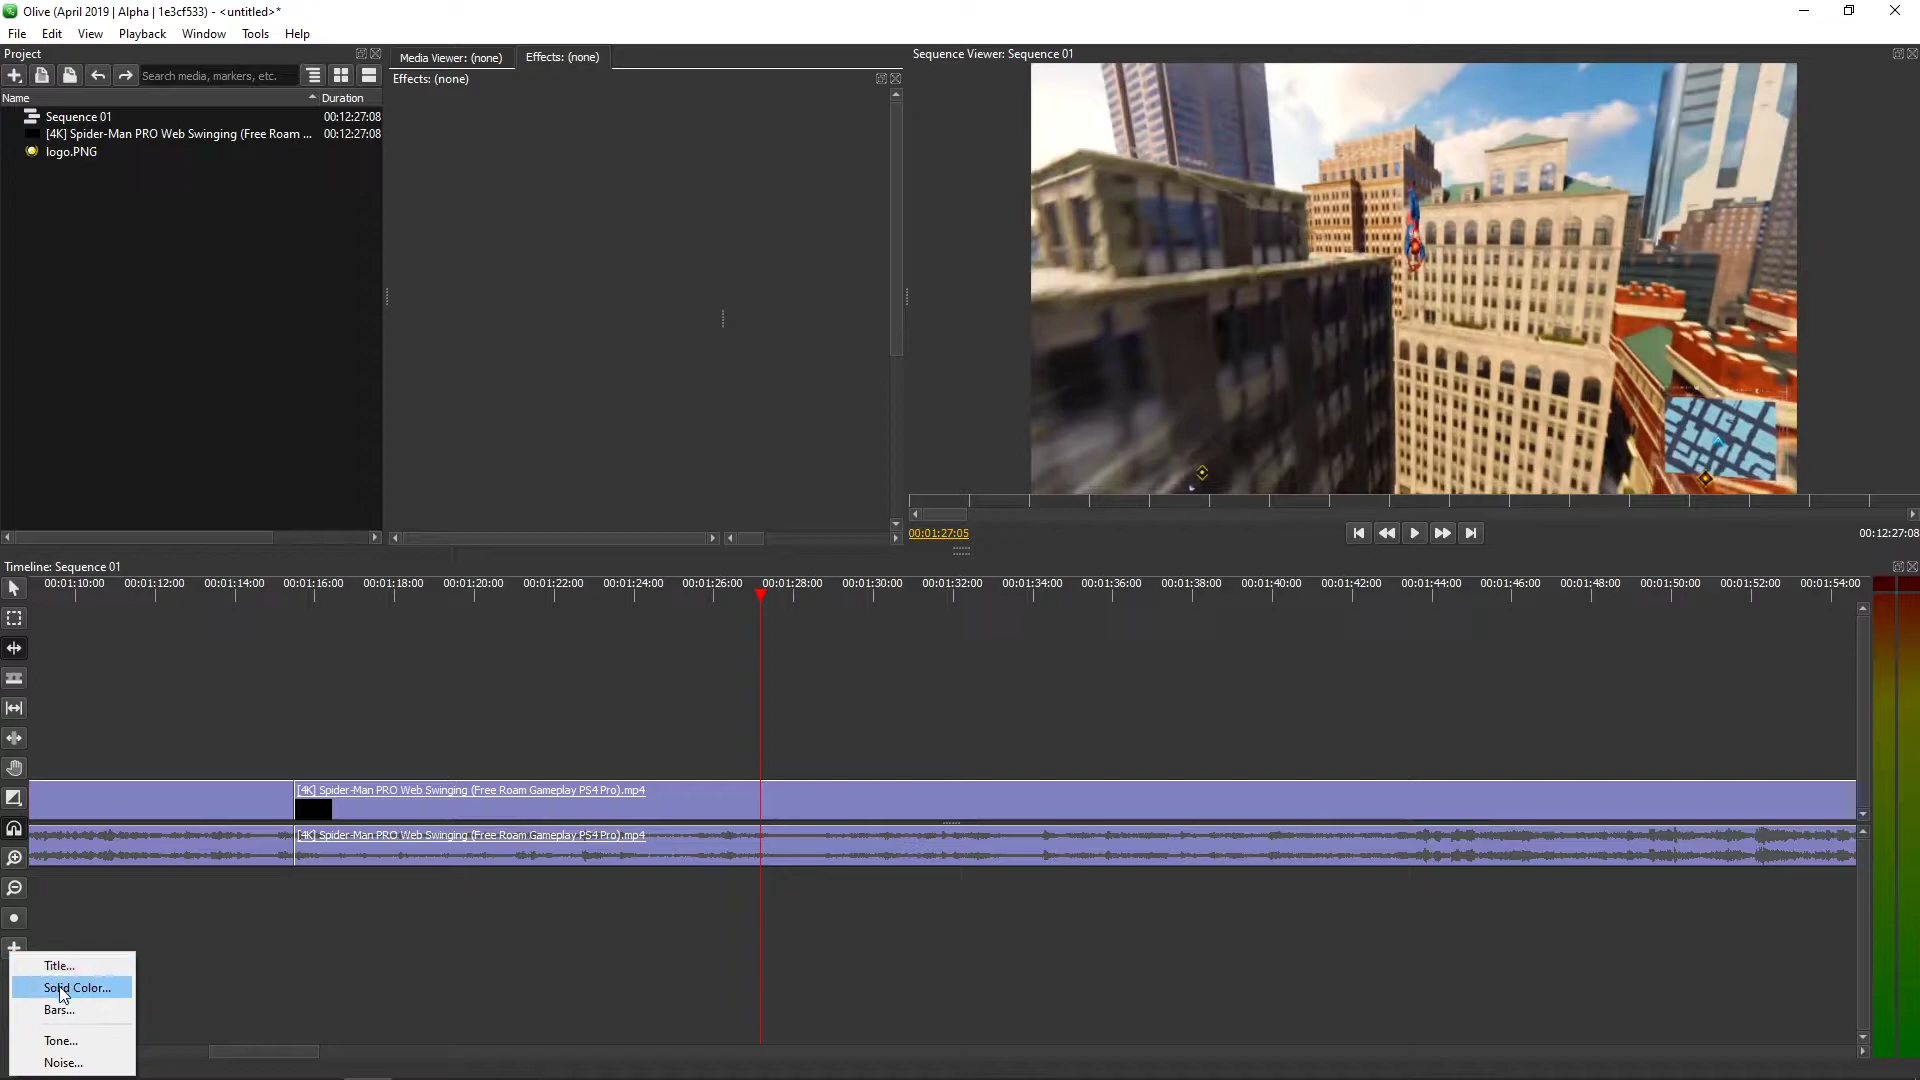 Olive (April 2019 | Alpha | 1e3cf533) - <untitled>*
File Edit View Playback Window Tools Help
Project
Media Viewer: (none) Effects: (none)
Sequence Viewer: Sequence 01
Search media, markers, etc.
Effects: (none)
Name Duration
Sequence 01 00:12:27:08
[4K] Spider-Man PRO Web Swinging (Free Roam ... 00:12:27:08
logo.PNG
00:01:27:05 00:12:27:08
Timeline: Sequence 01
00:01:10:00 00:01:12:00 00:01:14:00 00:01:16:00 00:01:18:00 00:01:20:00 00:01:22:00 00:01:24:00 00:01:26:00 00:01:28:00 00:01:30:00 00:01:32:00 00:01:34:00 00:01:36:00 00:01:38:00 00:01:40:00 00:01:42:00 00:01:44:00 00:01:46:00 00:01:48:00 00:01:50:00 00:01:52:00 00:01:54:00
[4K] Spider-Man PRO Web Swinging (Free Roam Gameplay PS4 Pro).mp4
[4K] Spider-Man PRO Web Swinging (Free Roam Gameplay PS4 Pro).mp4
Title...
Solid Color...
Bars...
Tone...
Noise...